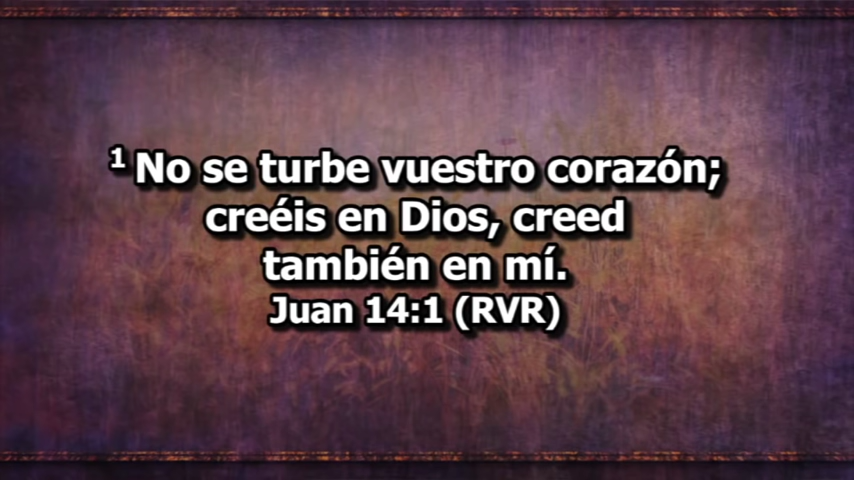 ¹ No se turbe vuestro corazón;
creéis en Dios, creed
también en mí.
Juan 14:1 (RVR)